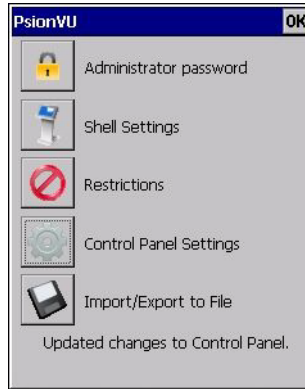 PsionVU OK
Administrator password
Shell Settings
Restrictions
Control Panel Settings
Import/Export to File
Updated changes to Control Panel.